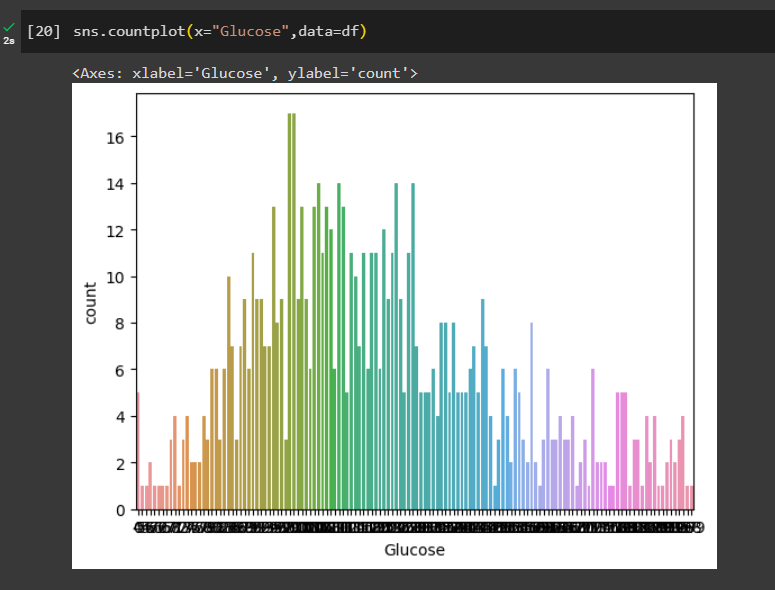 [20] sns.countplot(x="Glucose",data=df)
2s
<Axes: xlabel='Glucose', ylabel='count'>
16
14
12
10
8
6
4
2
0
count
Glucose